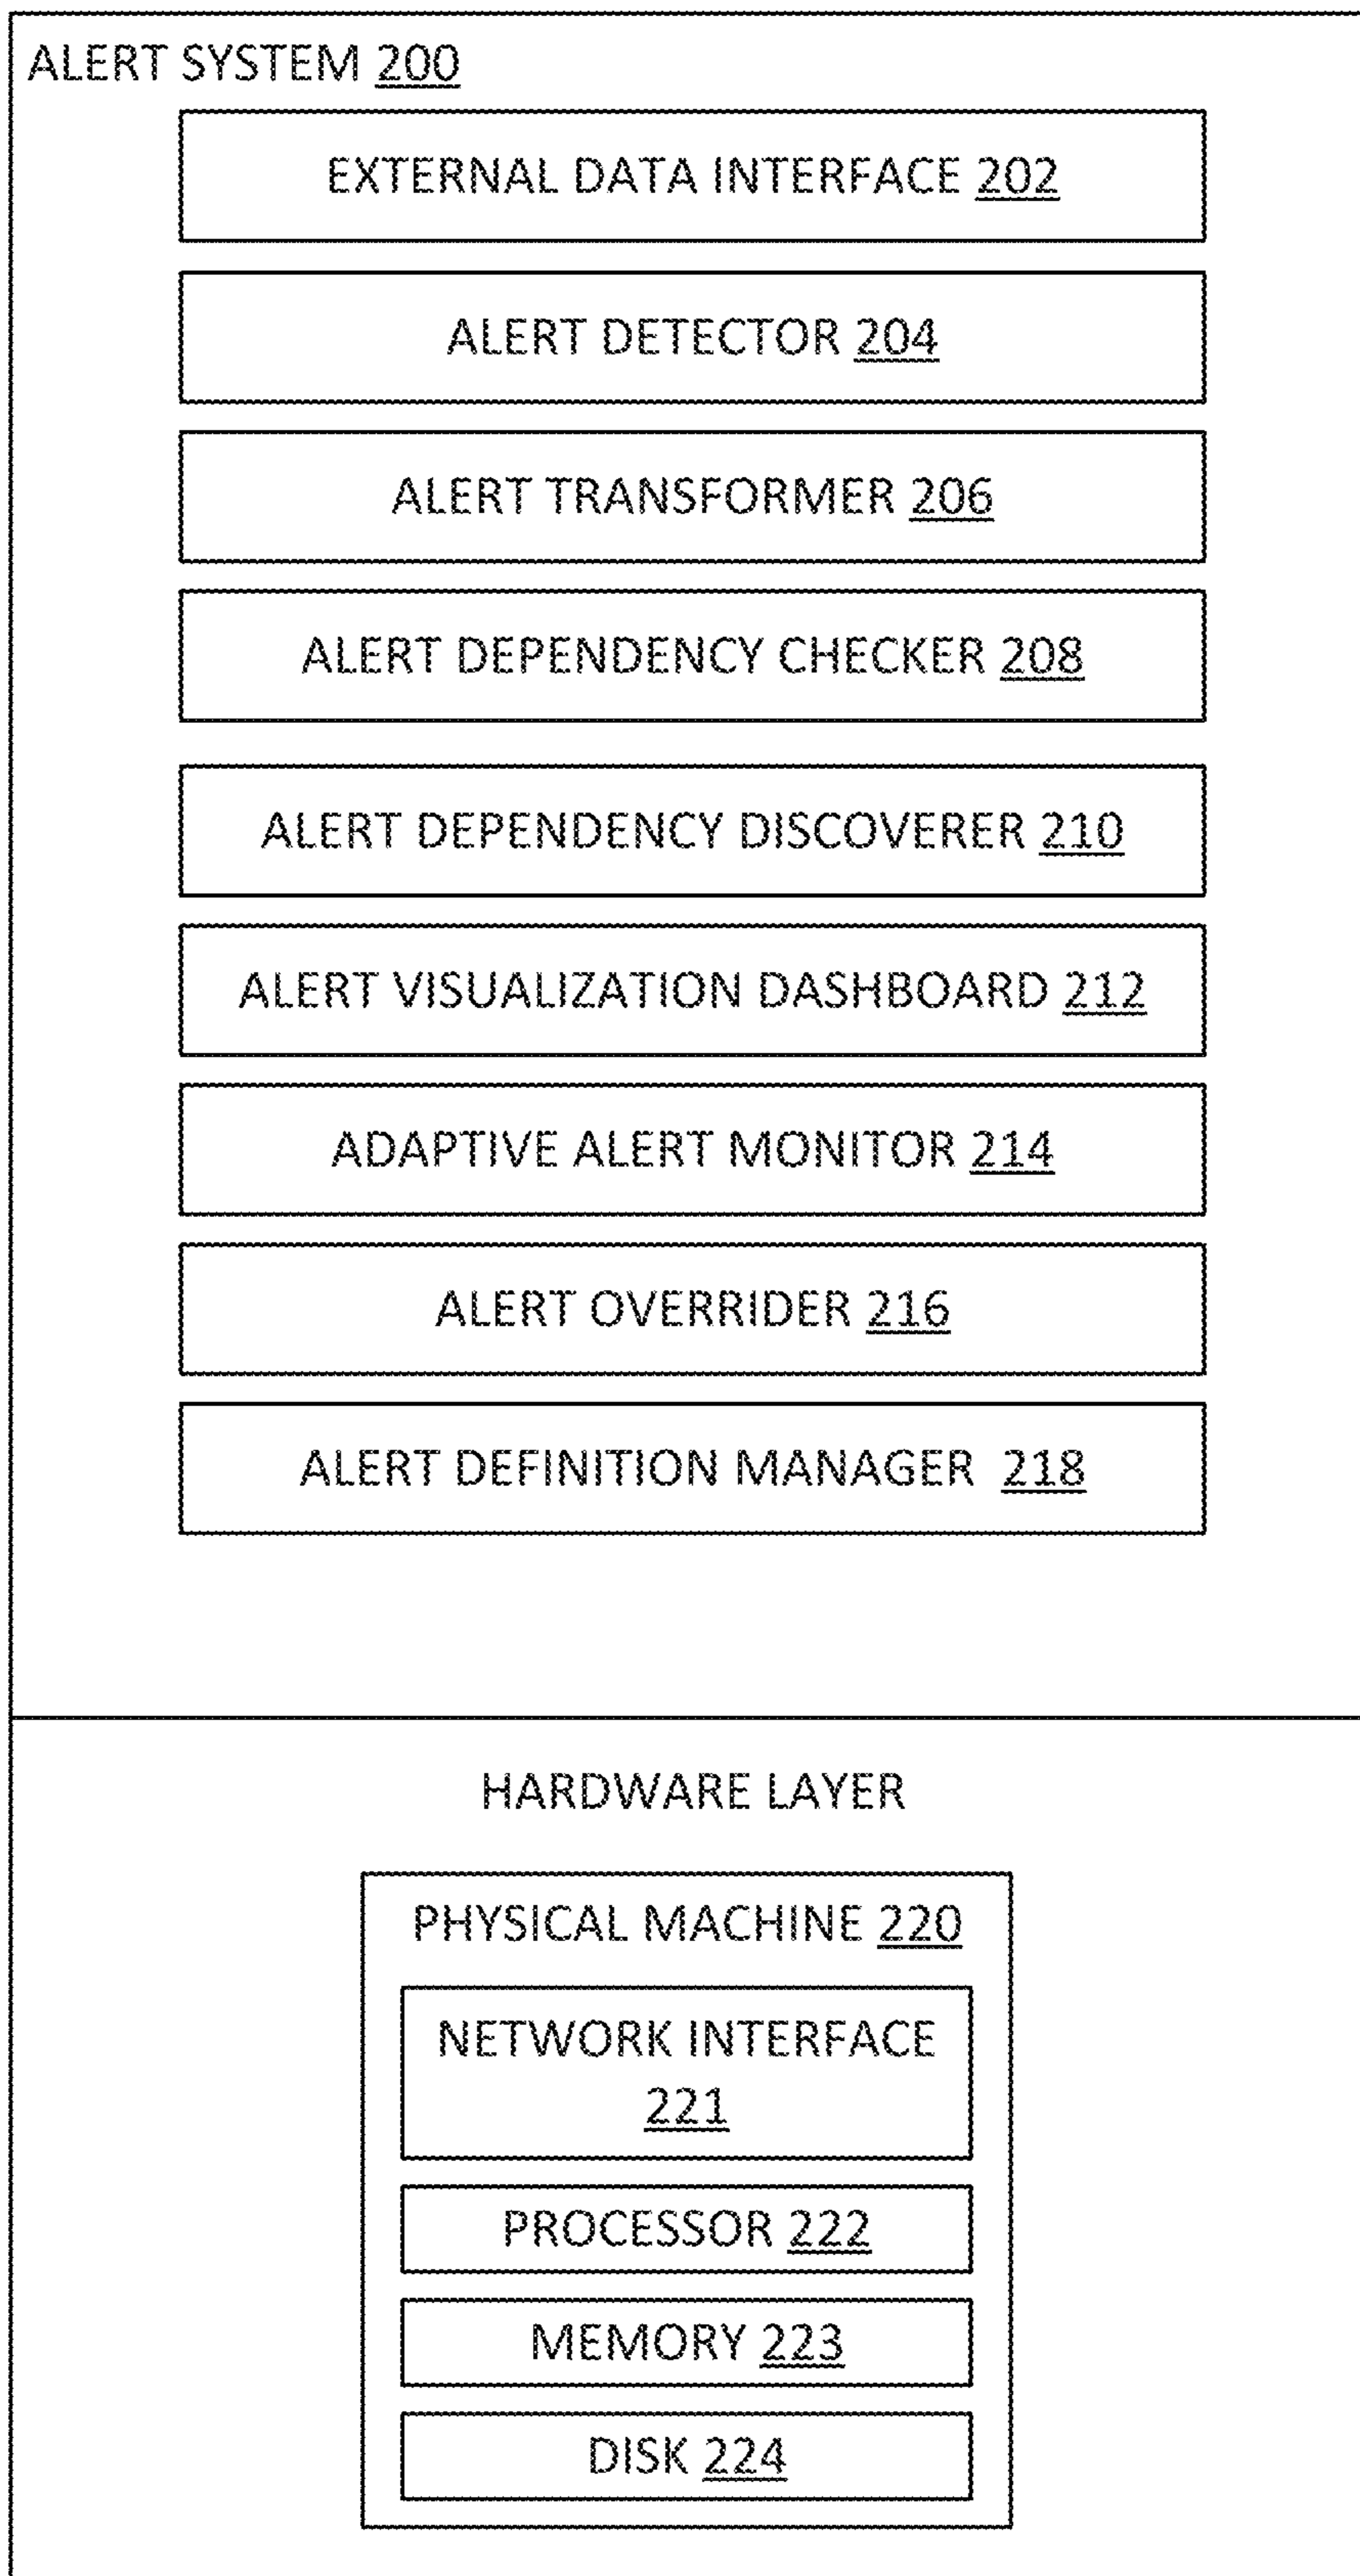 ALERT SYSTEM 200
EXTERNAL DATA INTERFACE 202
ALERT DETECTOR 204
ALERT TRANSFORMER 206
ALERT DEPENDENCY CHECKER 208
ALERT DEPENDENCY DISCOVERER 210
ALERT VISUALIZATION DASHBOARD 212
ADAPTIVE ALERT MONITOR 214
ALERT OVERRIDER 216
ALERT DEFINITION MANAGER 218
HARDWARE LAYER
PHYSICAL MACHINE 220
NETWORK INTERFACE
221
PROCESSOR 222
MEMORY 223
DISK 224